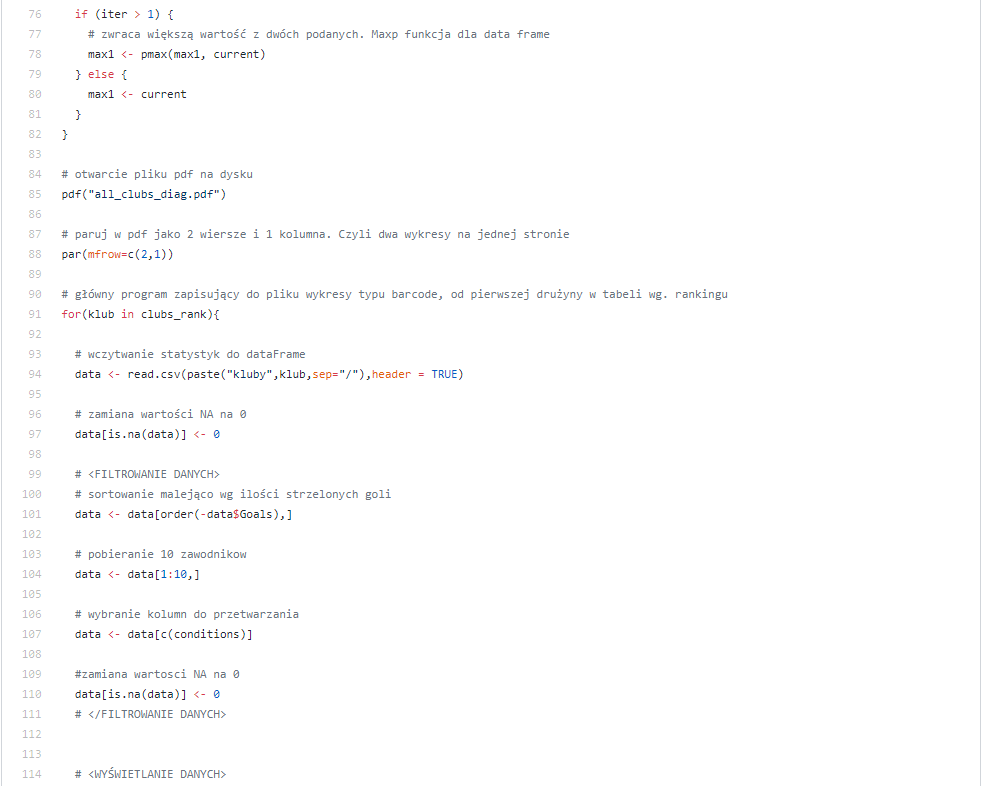 76 if (iter > 1) {
77 # zwraca większą wartość z dwóch podanych. Maxp funkcja dla data frame
78 max1 <- pmax(max1, current)
79 } else {
80 max1 <- current
81 }
82 }
83
84 # otwarcie pliku pdf na dysku
85 pdf("all_clubs_diag.pdf")
86
87 # paruj w pdf jako 2 wiersze i 1 kolumna. Czyli dwa wykresy na jednej stronie
88 par(mfrow=c(2,1))
89
90 # główny program zapisujący do pliku wykresy typu barcode, od pierwszej drużyny w tabeli wg. rankingu
91 for(klub in clubs_rank){
92
93 # wczytwanie statystyk do dataFrame
94 data <- read.csv(paste("kluby",klub,sep="/"),header = TRUE)
95
96 # zamiana wartości NA na 0
97 data[is.na(data)] <- 0
98
99 # <FILTROWANIE DANYCH>
100 # sortowanie malejąco wg ilości strzelonych goli
101 data <- data[order(-data$Goals),]
102
103 # pobieranie 10 zawodnikow
104 data <- data[1:10,]
105
106 # wybranie kolumn do przetwarzania
107 data <- data[c(conditions)]
108
109 #zamiana wartosci NA na 0
110 data[is.na(data)] <- 0
111 # </FILTROWANIE DANYCH>
112
113
114 # <WYŚWIETLANIE DANYCH>